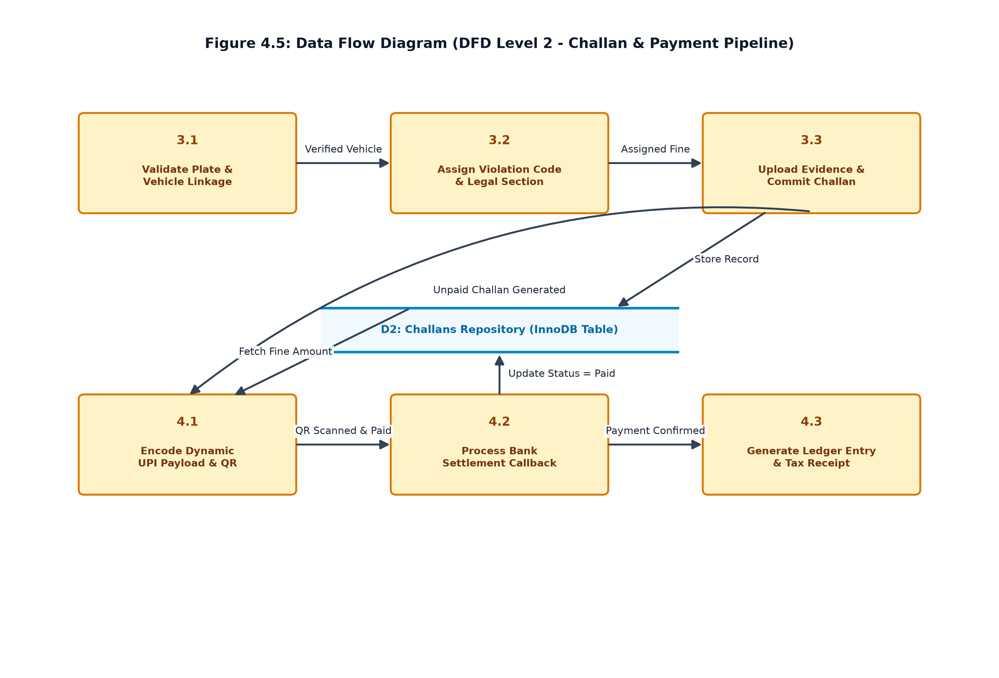 Figure 4.5: Data Flow Diagram (DFD Level 2 - Challan & Payment Pipeline)
3.1
Validate Plate &
Vehicle Linkage
Verified Vehicle
3.2
Assign Violation Code
& Legal Section
Assigned Fine
3.3
Upload Evidence &
Commit Challan
Store Record
Unpaid Challan Generated
D2: Challans Repository (InnoDB Table)
Fetch Fine Amount
Update Status = Paid
4.1
Encode Dynamic
UPI Payload & QR
QR Scanned & Paid
4.2
Process Bank
Settlement Callback
Payment Confirmed
4.3
Generate Ledger Entry
& Tax Receipt